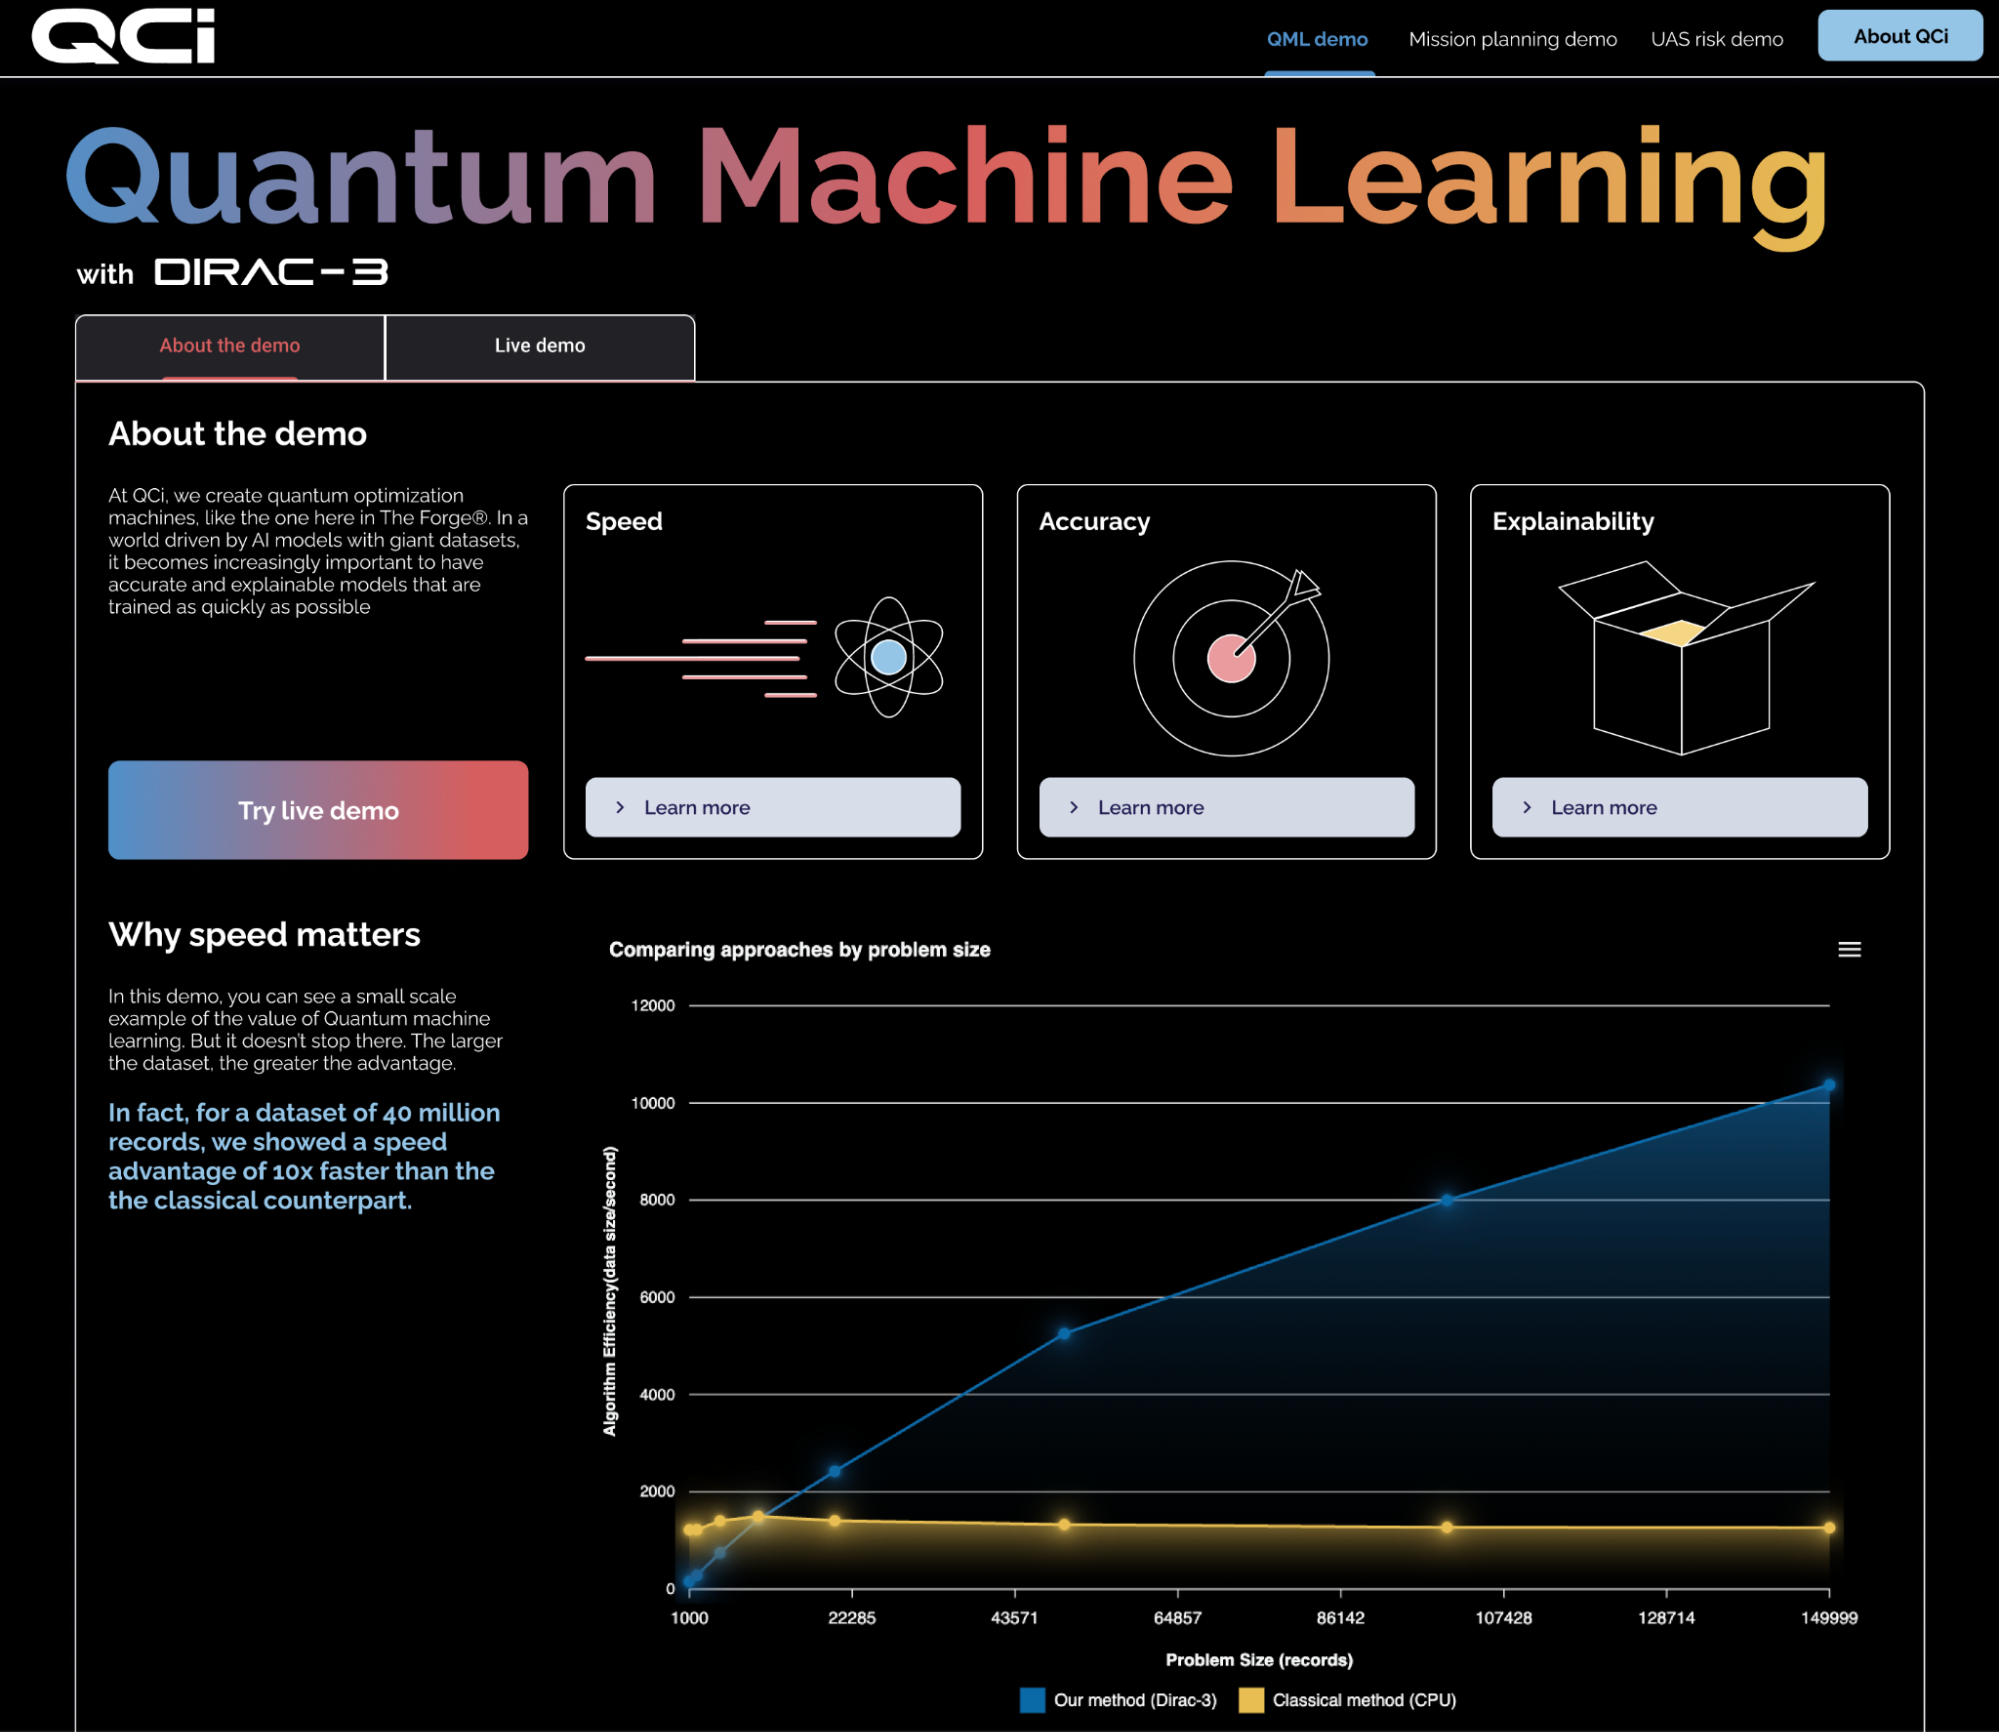 QCi
QML demo
Mission planning demo
UAS risk demo
About QCi
Quantum Machine Learning
with DIRAC-3
About the demo
Live demo
About the demo
At QCi, we create quantum optimization
machines, like the one here in The Forge®. In a
world driven by AI models with giant datasets,
it becomes increasingly important to have
accurate and explainable models that are
trained as quickly as possible
Try live demo
Speed
Learn more
Accuracy
Learn more
Explainability
Learn more
Why speed matters
In this demo, you can see a small scale
example of the value of Quantum machine
learning. But it doesn't stop there. The larger
the dataset, the greater the advantage.
In fact, for a dataset of 40 million
records, we showed a speed
advantage of 10x faster than the
the classical counterpart.
Comparing approaches by problem size
12000
10000
8000
6000
4000
2000
0
Algorithm Efficiency(data size/second)
1000
22285
43571
64857
86142
107428
128714
149999
Problem Size (records)
Our method (Dirac-3)
Classical method (CPU)